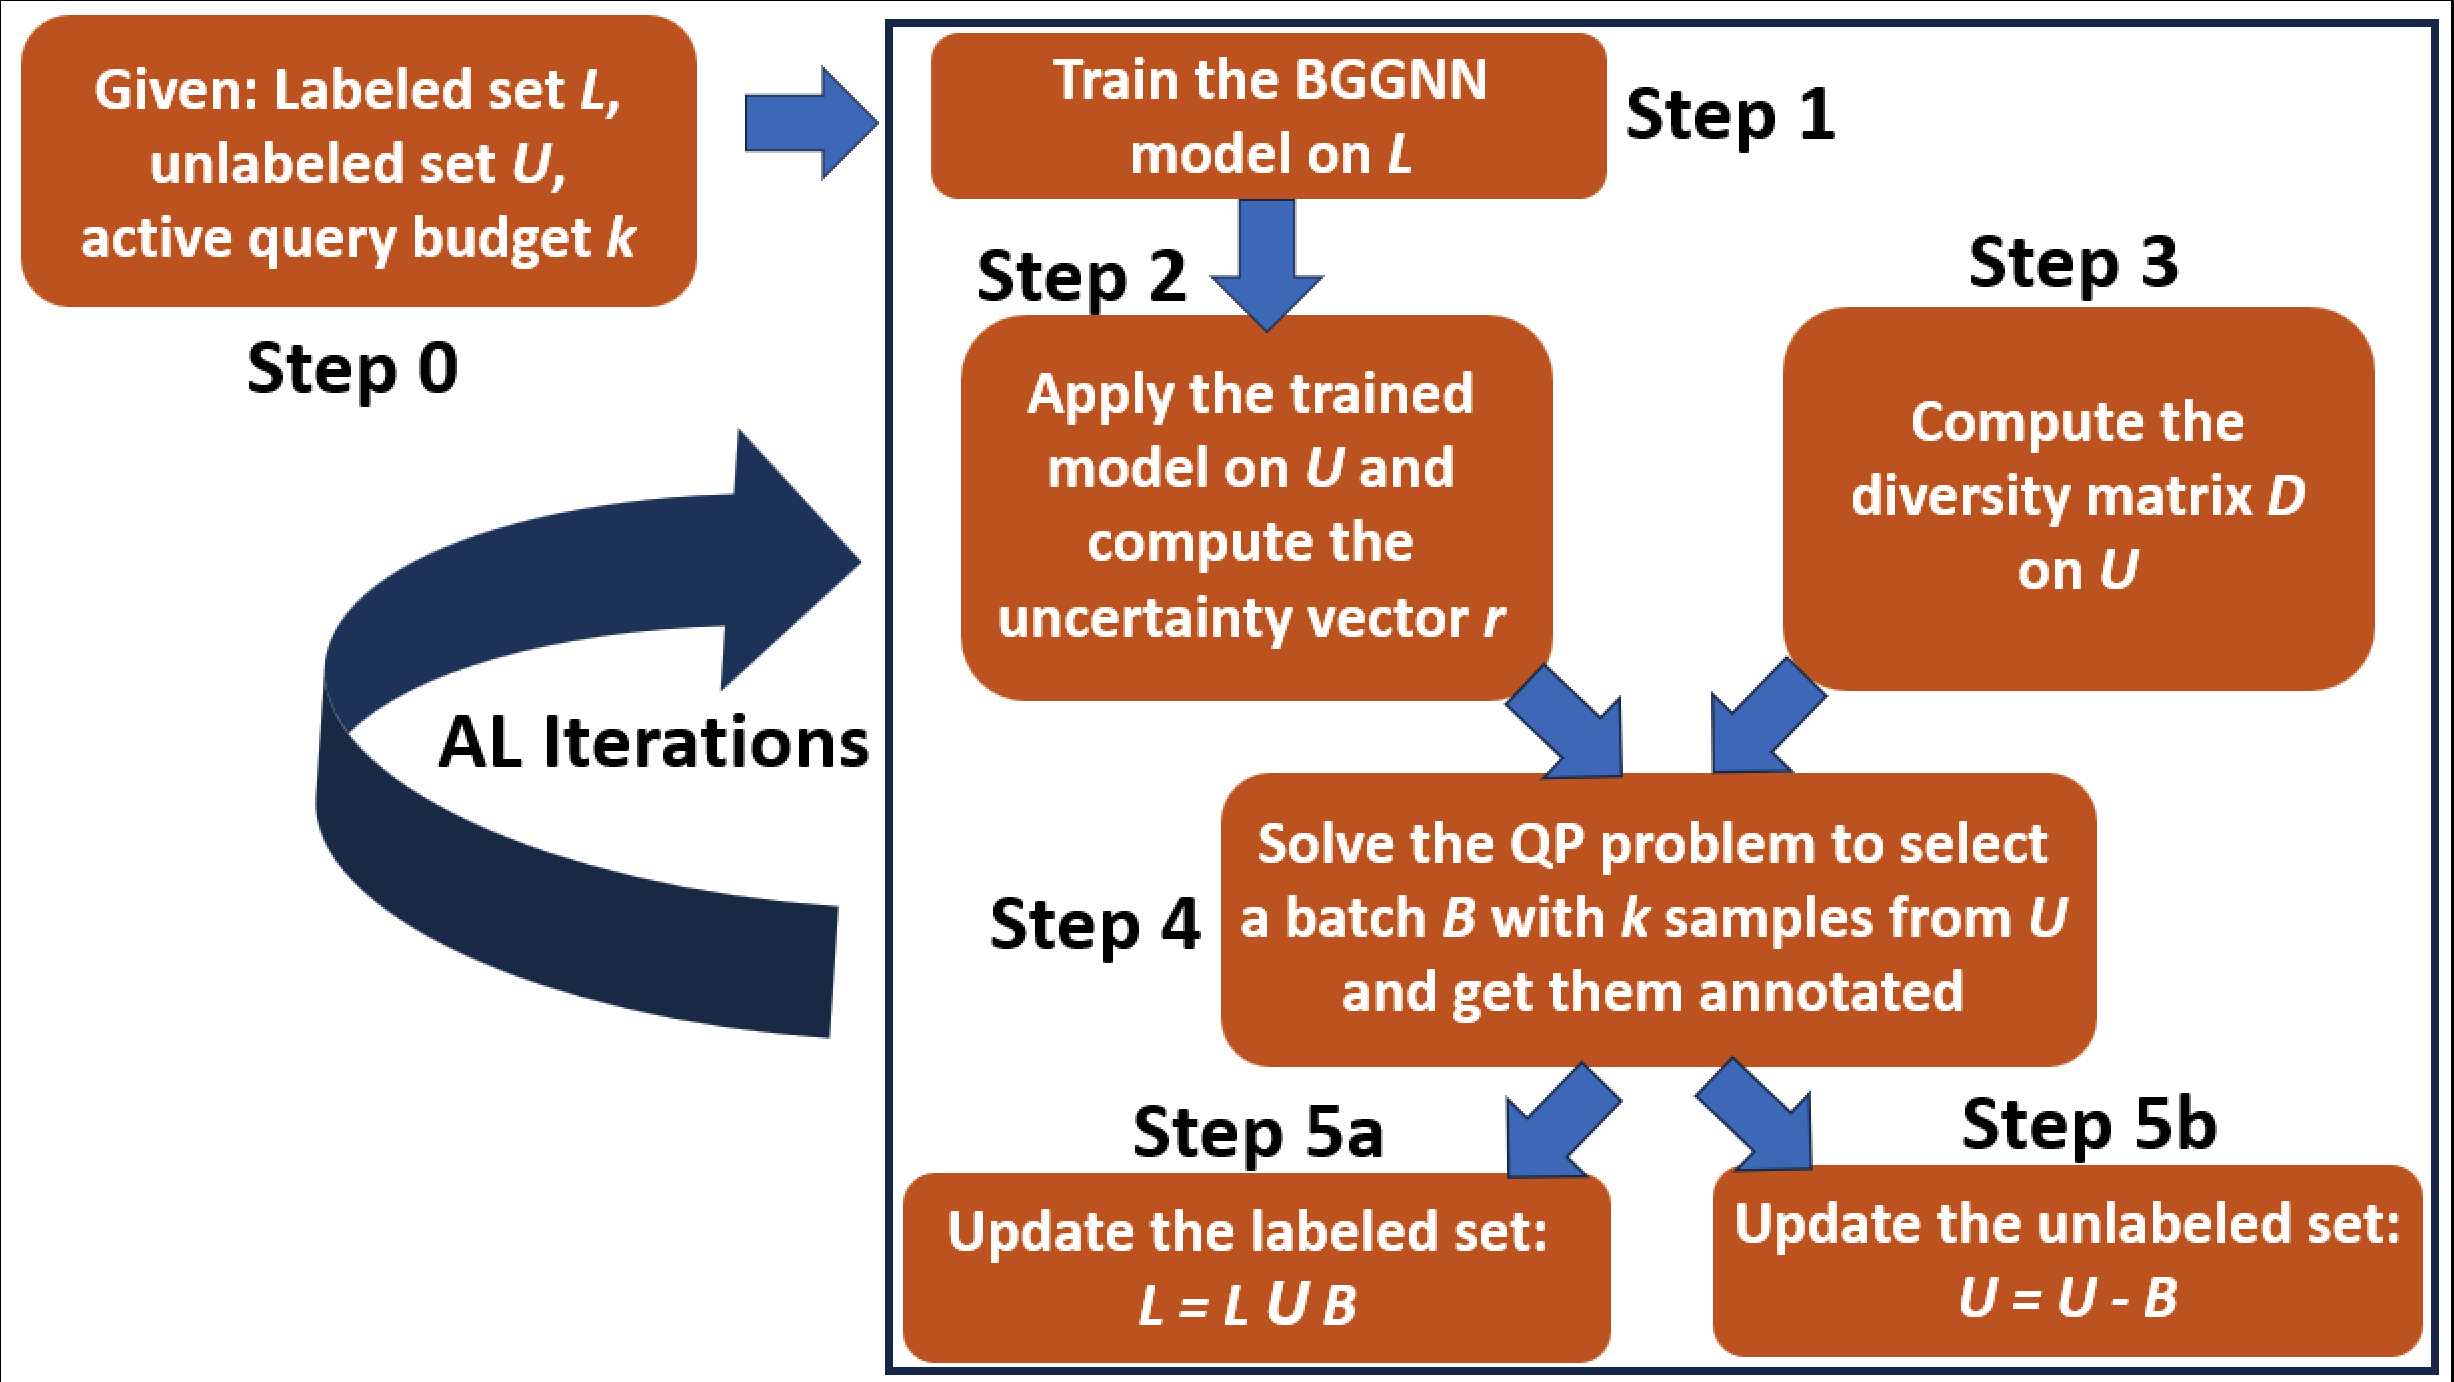 Given: Labeled set L,
unlabeled set U,
active query budget k
Step 0
Train the BGGNN
model on L
Step 1
Step 2
Apply the trained
model on U and
compute the
uncertainty vector r
Step 3
Compute the
diversity matrix D
on U
AL Iterations
Step 4
Solve the QP problem to select
a batch B with k samples from U
and get them annotated
Step 5a
Update the labeled set:
L = L U B
Step 5b
Update the unlabeled set:
U = U - B